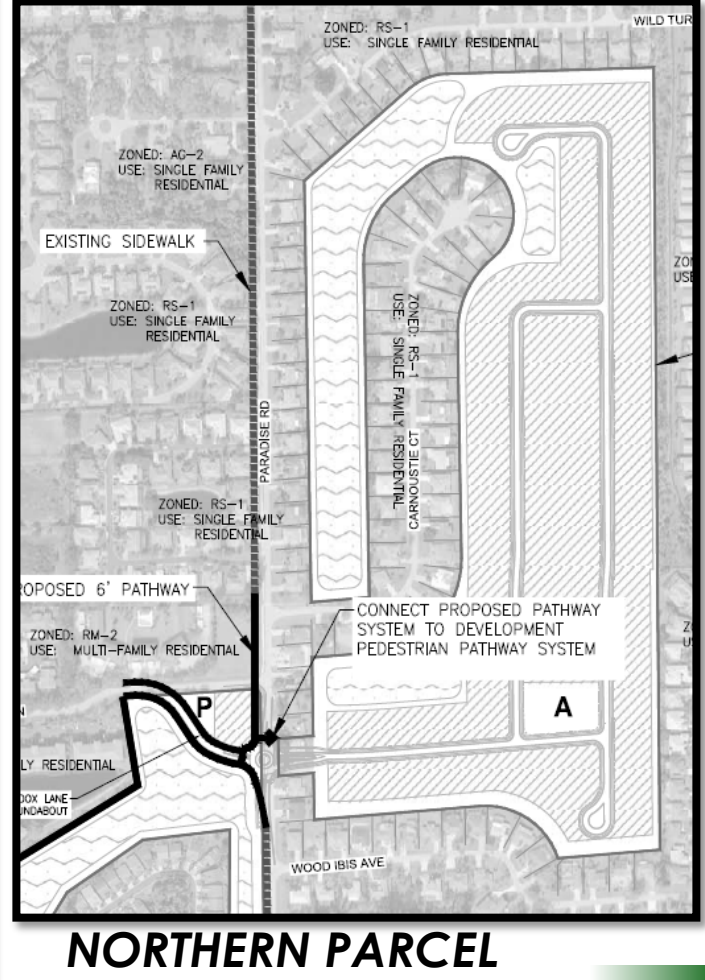 ZONED: RS-1
USE: SINGLE FAMILY RESIDENTIAL
WILD TUR
ZONED: AG-2
USE: SINGLE FAMILY
RESIDENTIAL
EXISTING SIDEWALK
ZONED: RS-1
USE: SINGLE FAMILY
RESIDENTIAL
ZO
USE
ZONED: RS-1
USE: SINGLE FAMILY RESIDENTIAL
CARNOUSTIE CT
PARADISE RD
ZONED: RS-1
USE: SINGLE FAMILY
RESIDENTIAL
ROPOSED 6' PATHWAY
CONNECT PROPOSED PATHWAY
SYSTEM TO DEVELOPMENT
PEDESTRIAN PATHWAY SYSTEM
ZONED: RM-2
USE: MULTI-FAMILY RESIDENTIAL
Z
U
P
A
LY RESIDENTIAL
DOX LANE
UNDABOUT
WOOD IBIS AVE
NORTHERN PARCEL